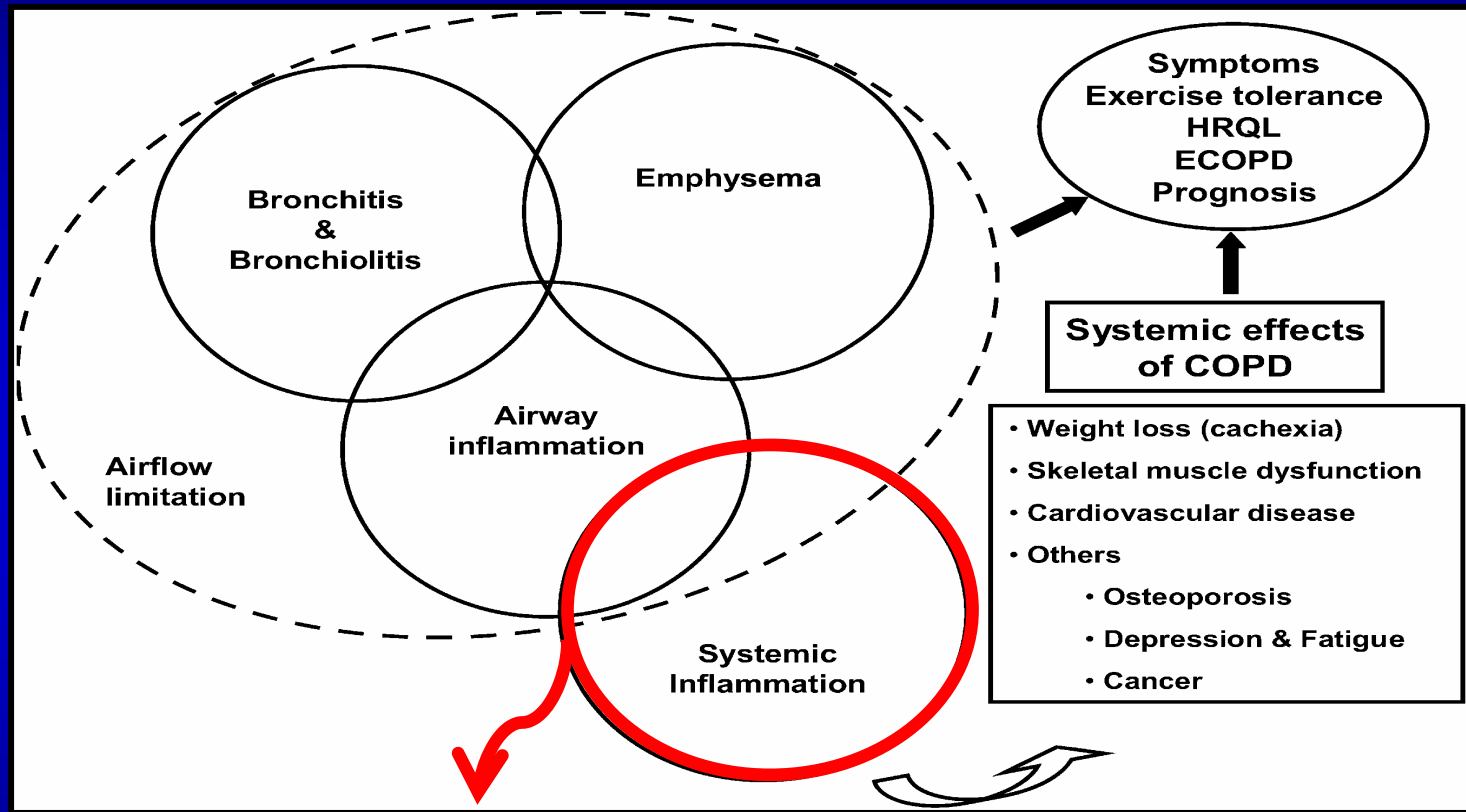 Bronchitis
&
Bronchiolitis
Emphysema
Airway
inflammation
Airflow
limitation
Systemic
Inflammation
Symptoms
Exercise tolerance
HRQL
ECOPD
Prognosis
Systemic effects
of COPD
• Weight loss (cachexia)
• Skeletal muscle dysfunction
• Cardiovascular disease
• Others
• Osteoporosis
• Depression & Fatigue
• Cancer